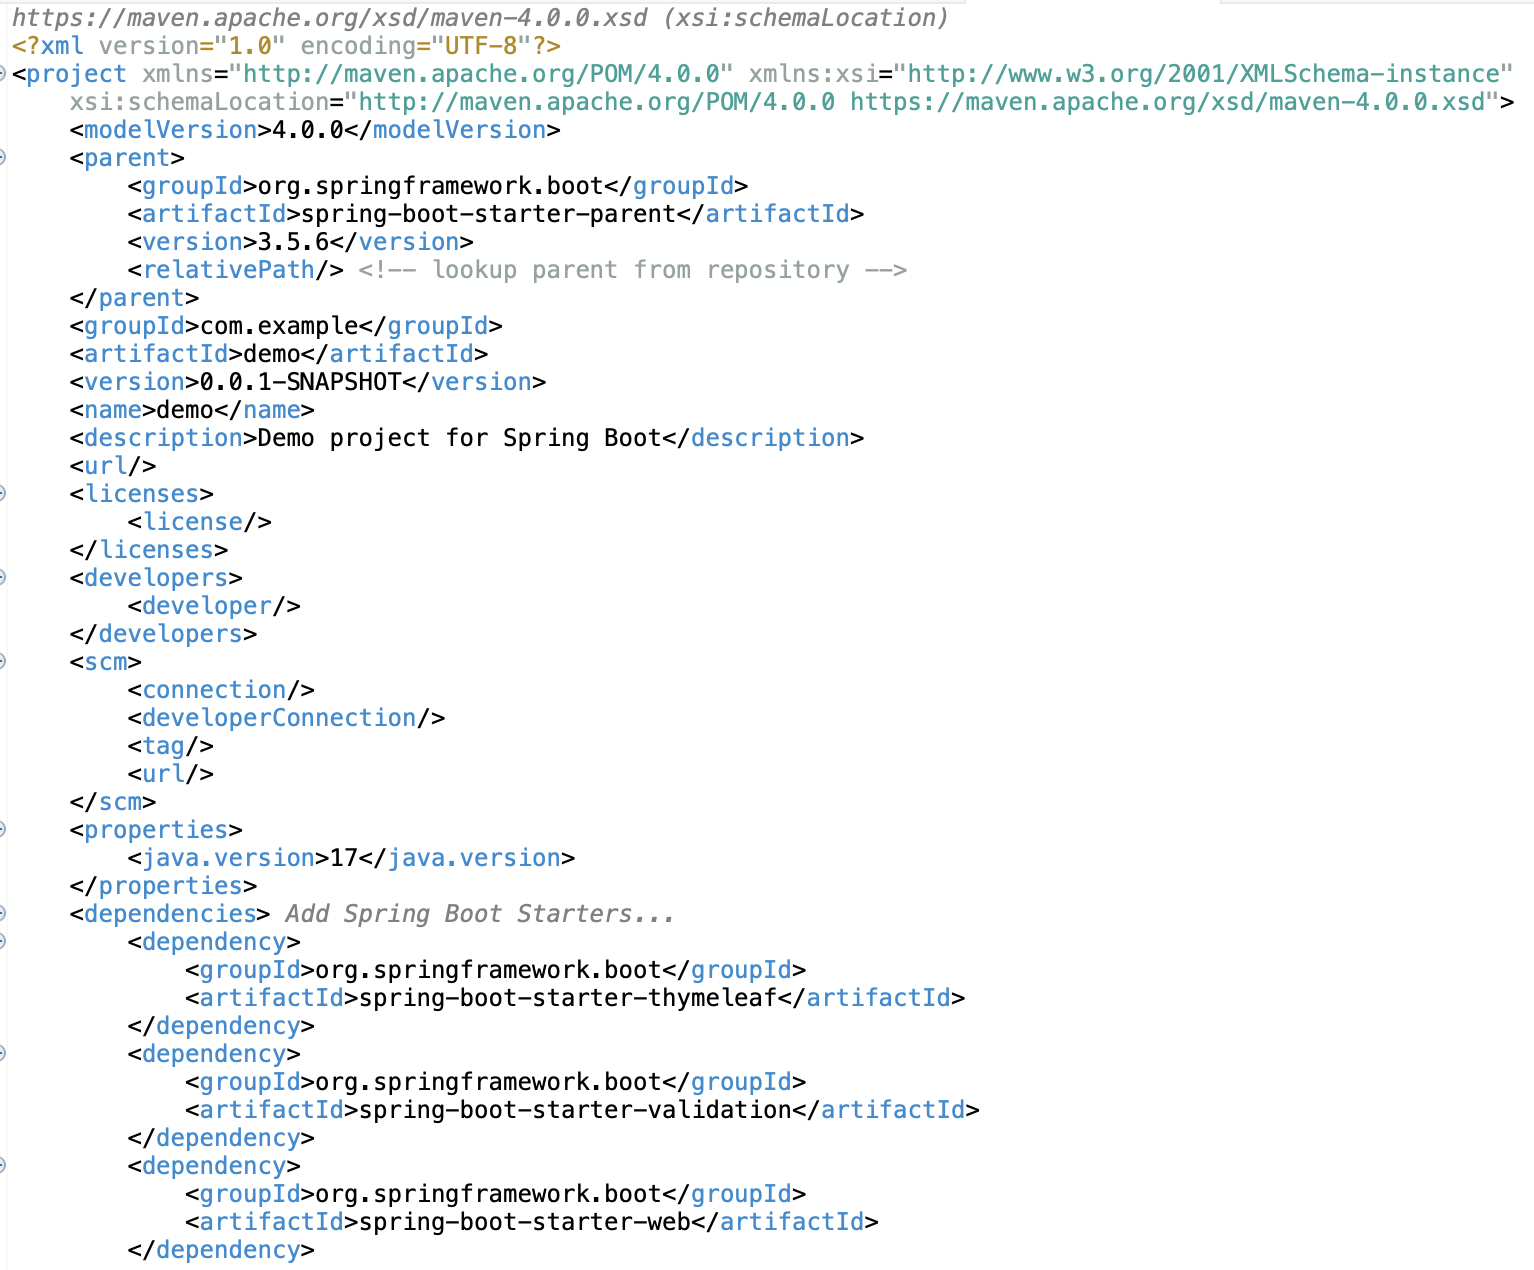 https://maven.apache.org/xsd/maven-4.0.0.xsd (xsi:schemaLocation)
<?xml version="1.0" encoding="UTF-8"?>
<project xmlns="http://maven.apache.org/POM/4.0.0" xmlns:xsi="http://www.w3.org/2001/XMLSchema-instance"
    xsi:schemaLocation="http://maven.apache.org/POM/4.0.0 https://maven.apache.org/xsd/maven-4.0.0.xsd">
    <modelVersion>4.0.0</modelVersion>
    <parent>
        <groupId>org.springframework.boot</groupId>
        <artifactId>spring-boot-starter-parent</artifactId>
        <version>3.5.6</version>
        <relativePath/> <!-- lookup parent from repository -->
    </parent>
    <groupId>com.example</groupId>
    <artifactId>demo</artifactId>
    <version>0.0.1-SNAPSHOT</version>
    <name>demo</name>
    <description>Demo project for Spring Boot</description>
    <url/>
    <licenses>
        <license/>
    </licenses>
    <developers>
        <developer/>
    </developers>
    <scm>
        <connection/>
        <developerConnection/>
        <tag/>
        <url/>
    </scm>
    <properties>
        <java.version>17</java.version>
    </properties>
    <dependencies> Add Spring Boot Starters...
        <dependency>
            <groupId>org.springframework.boot</groupId>
            <artifactId>spring-boot-starter-thymeleaf</artifactId>
        </dependency>
        <dependency>
            <groupId>org.springframework.boot</groupId>
            <artifactId>spring-boot-starter-validation</artifactId>
        </dependency>
        <dependency>
            <groupId>org.springframework.boot</groupId>
            <artifactId>spring-boot-starter-web</artifactId>
        </dependency>